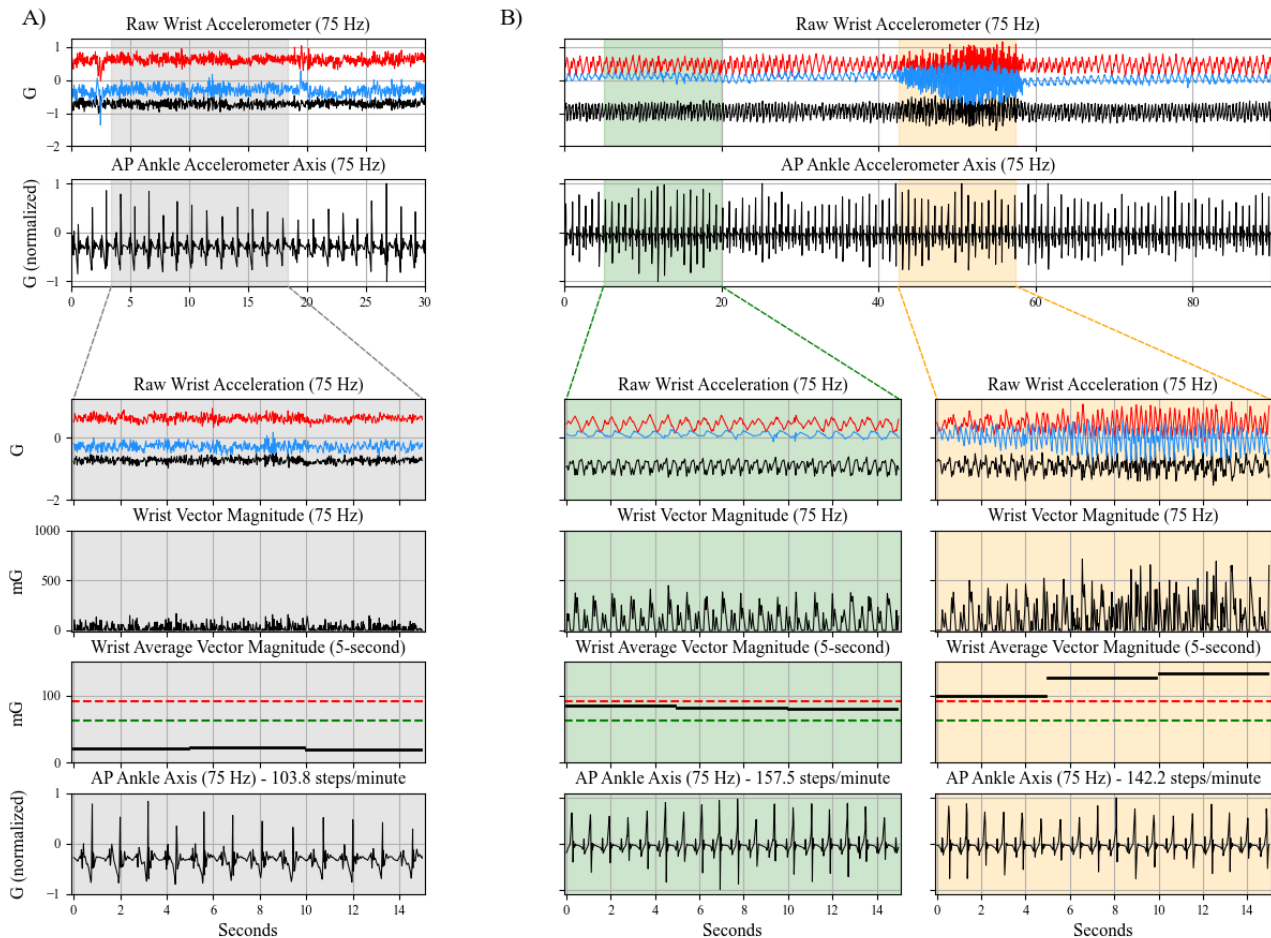 A)
Raw Wrist Accelerometer (75 Hz)
1
0
−1
−2
G
AP Ankle Accelerometer Axis (75 Hz)
1
0
−1
G (normalized)
0
5
10
15
20
25
30
Raw Wrist Acceleration (75 Hz)
0
−2
G
Wrist Vector Magnitude (75 Hz)
1000
500
0
mG
Wrist Average Vector Magnitude (5-second)
100
0
mG
AP Ankle Axis (75 Hz) - 103.8 steps/minute
1
0
−1
G (normalized)
0
2
4
6
8
10
12
14
Seconds
B)
Raw Wrist Accelerometer (75 Hz)
AP Ankle Accelerometer Axis (75 Hz)
0
20
40
60
80
Raw Wrist Acceleration (75 Hz)
Wrist Vector Magnitude (75 Hz)
Wrist Average Vector Magnitude (5-second)
AP Ankle Axis (75 Hz) - 157.5 steps/minute
0
2
4
6
8
10
12
14
Seconds
Raw Wrist Acceleration (75 Hz)
Wrist Vector Magnitude (75 Hz)
Wrist Average Vector Magnitude (5-second)
AP Ankle Axis (75 Hz) - 142.2 steps/minute
0
2
4
6
8
10
12
14
Seconds